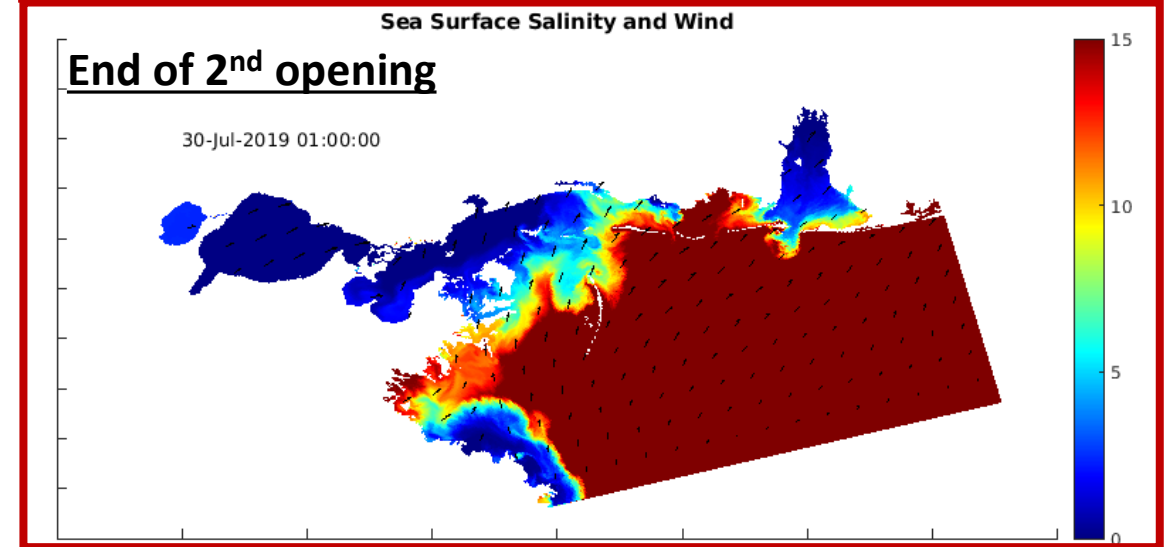 Sea Surface Salinity and Wind
End of 2nd opening
30-Jul-2019 01:00:00
15
10
5
0